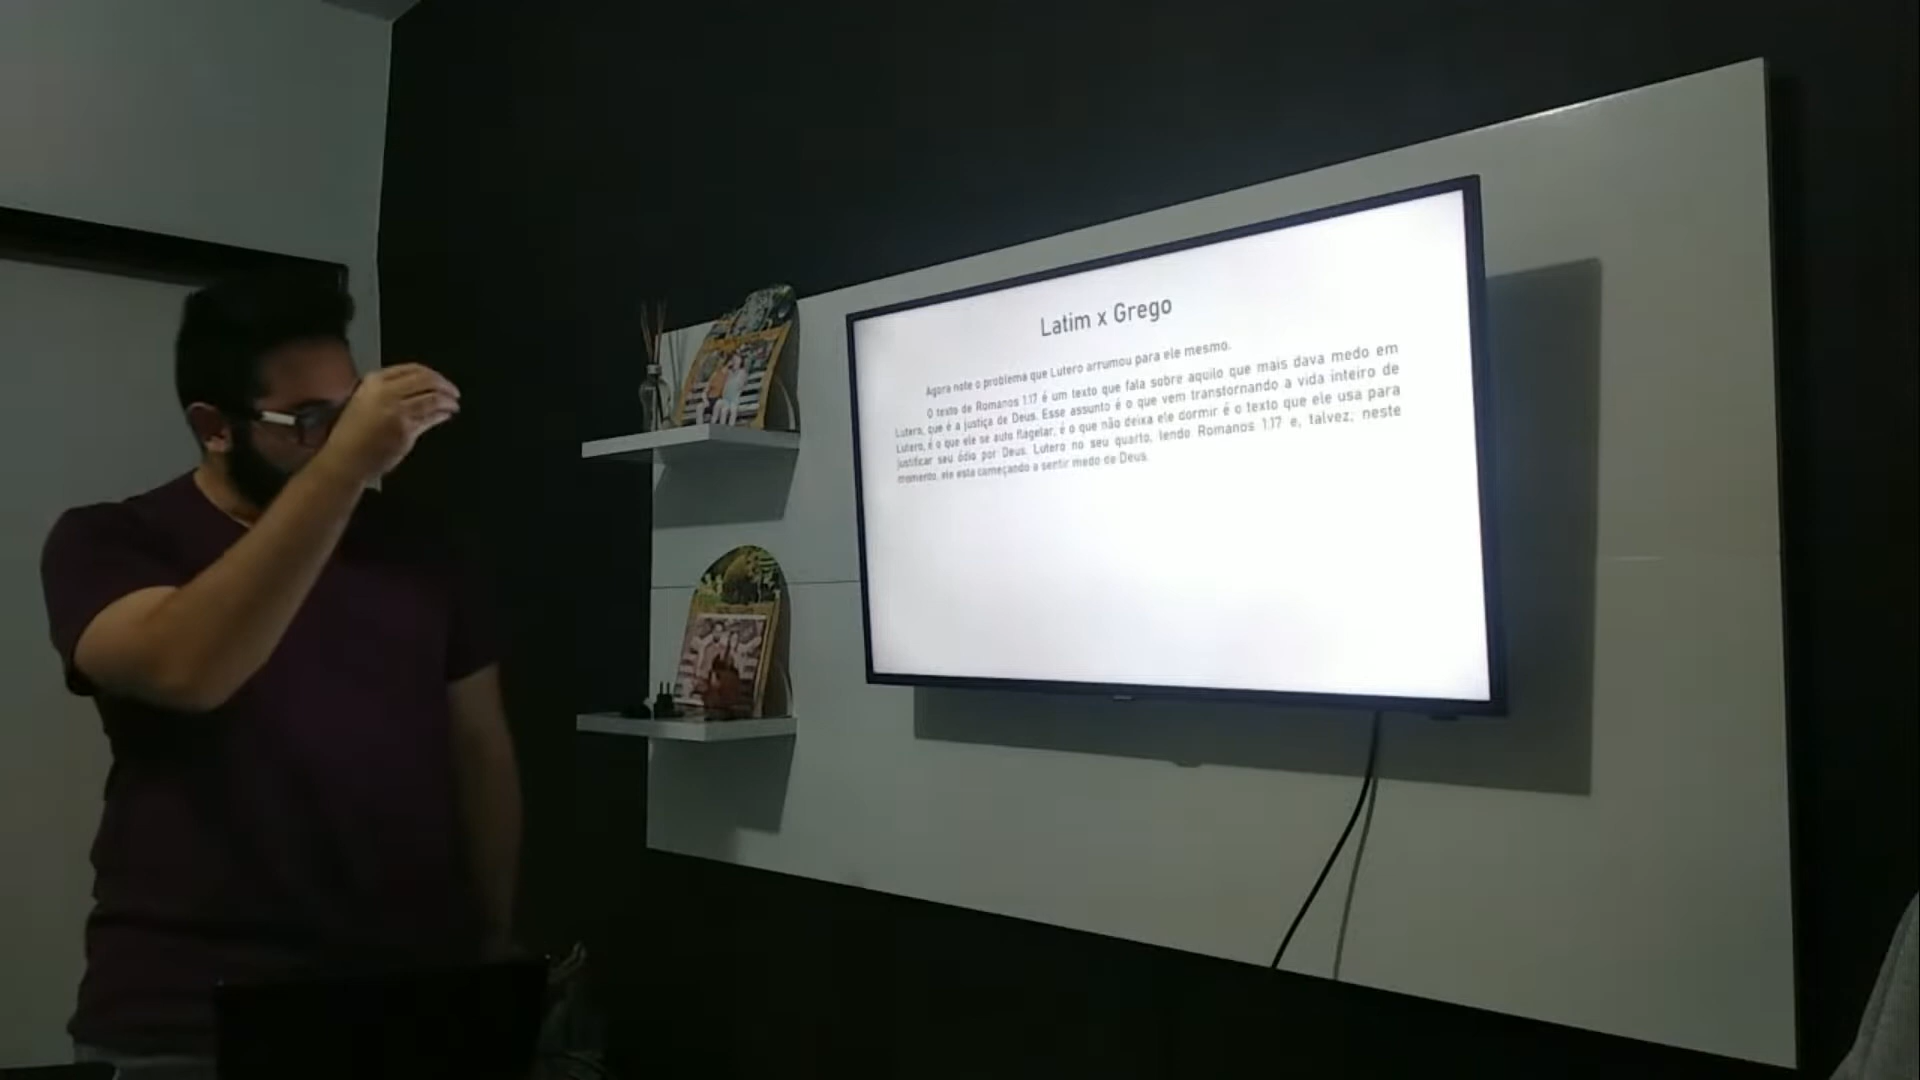 Latim x Grego
Agora note o problema que Lutero arrumou para ele mesmo.
O texto de Romanos 1.17 é um texto que fala sobre aquilo que mais dava medo em
Lutero, que é a justiça de Deus. Esse assunto é o que vem transtornando a vida inteiro de
Lutero, é o que ele se auto flagelar, é o que não deixa ele dormir é o texto que ele usa para
justificar seu ódio por Deus. Lutero no seu quarto, lendo Romanos 1.17 e, talvez, neste
momento, ele esta começando a sentir medo de Deus.